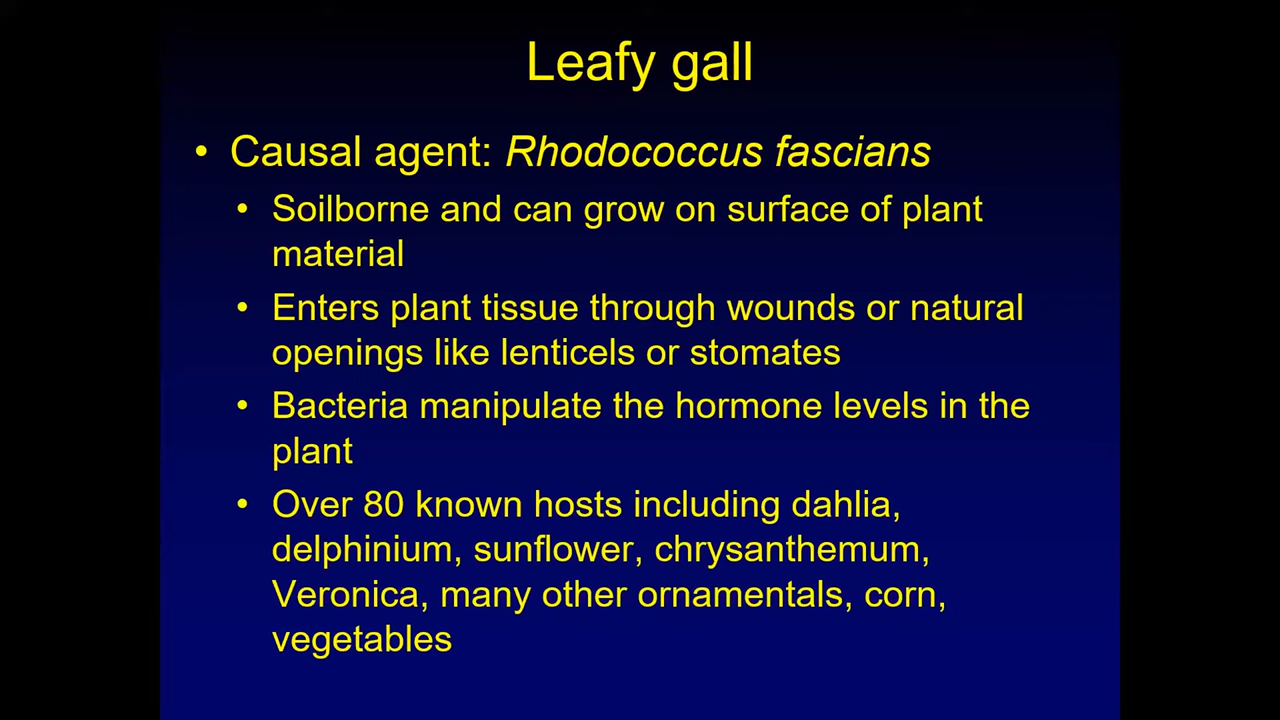 Leafy gall
• Causal agent: Rhodococcus fascians
• Soilborne and can grow on surface of plant
material
• Enters plant tissue through wounds or natural
openings like lenticels or stomates
• Bacteria manipulate the hormone levels in the
plant
• Over 80 known hosts including dahlia,
delphinium, sunflower, chrysanthemum,
Veronica, many other ornamentals, corn,
vegetables